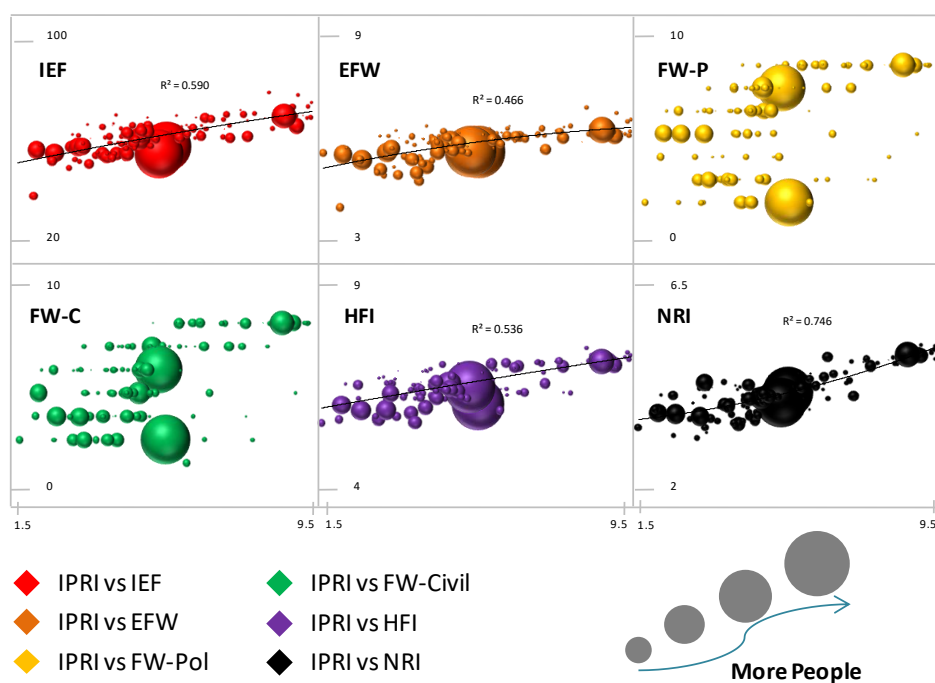 100
IEF
R² = 0.590
20
9
EFW
R² = 0.466
3
10
FW-P
0
10
FW-C
0
9
HFI
R² = 0.536
4
6.5
NRI
R² = 0.746
2
1.5 9.5 1.5 9.5 1.5 9.5
IPRI vs IEF
IPRI vs EFW
IPRI vs FW-Pol
IPRI vs FW-Civil
IPRI vs HFI
IPRI vs NRI
More People